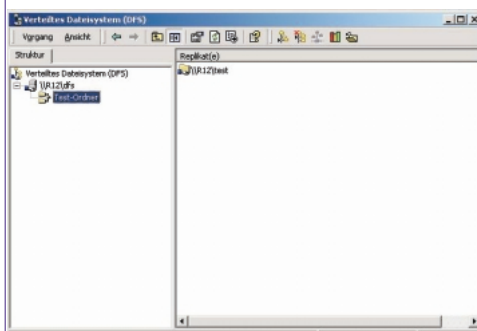 Verteiltes Dateisystem (DFS)
Vorgang Ansicht
Struktur
Verteiltes Dateisystem (DFS)
\\R12\dfs
Test-Ordner
Replikat(e)
\\R12\test